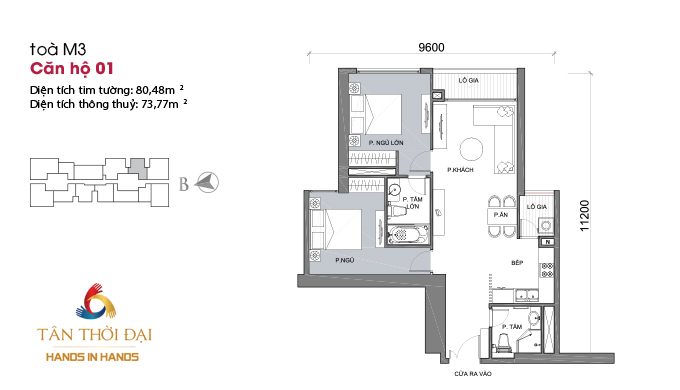 toà M3
Căn hộ 01
Diện tích tim tường: 80,48m ²
Diện tích thông thuỷ: 73,77m ²
B
TÂN THỜI ĐẠI
HANDS IN HANDS
9600
11200
LÔ GIA
P. NGỦ LỚN
P.KHÁCH
P. TẮM
LỚN
P.ĂN
LÔ GIA
N
P.NGỦ
BẾP
P. TẮM
CỬA RA VÀO